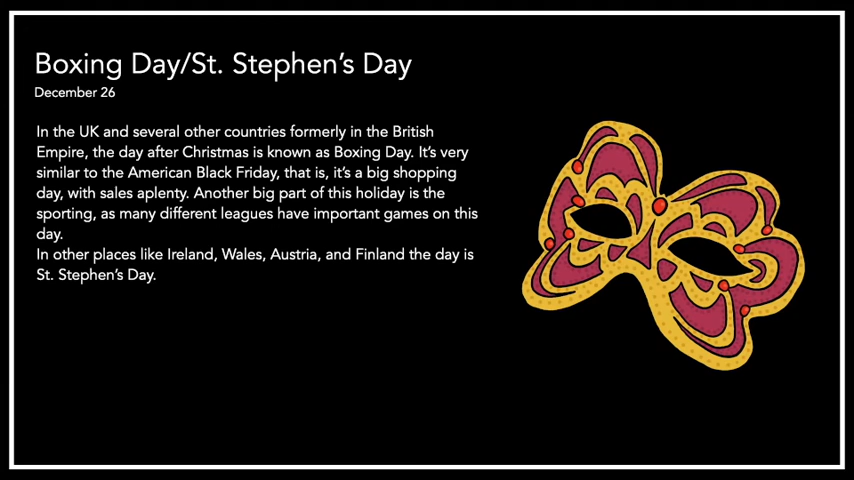 Boxing Day/St. Stephen’s Day
December 26
In the UK and several other countries formerly in the British
Empire, the day after Christmas is known as Boxing Day. It’s very
similar to the American Black Friday, that is, it’s a big shopping
day, with sales aplenty. Another big part of this holiday is the
sporting, as many different leagues have important games on this
day.
In other places like Ireland, Wales, Austria, and Finland the day is
St. Stephen’s Day.